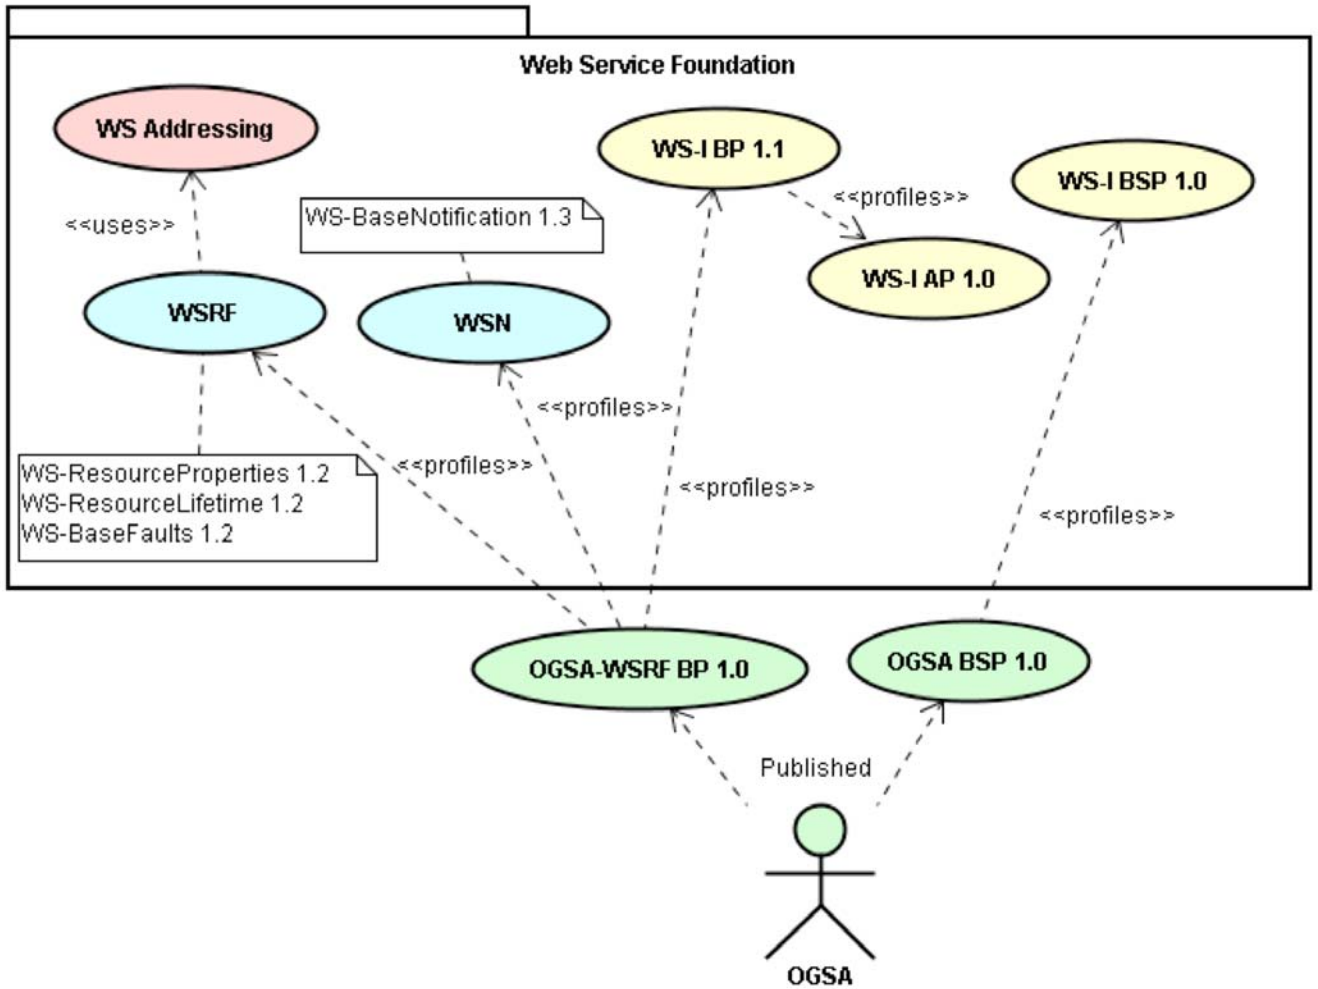 Web Service Foundation
WS Addressing
WS-I BP 1.1
WS-I BSP 1.0
<<profiles>>
WS-BaseNotification 1.3
<<uses>>
WS-I AP 1.0
WSRF
WSN
<<profiles>>
<<profiles>>
WS-ResourceProperties 1.2
WS-ResourceLifetime 1.2
WS-BaseFaults 1.2
<<profiles>>
<<profiles>>
OGSA-WSRF BP 1.0
OGSA BSP 1.0
Published
OGSA